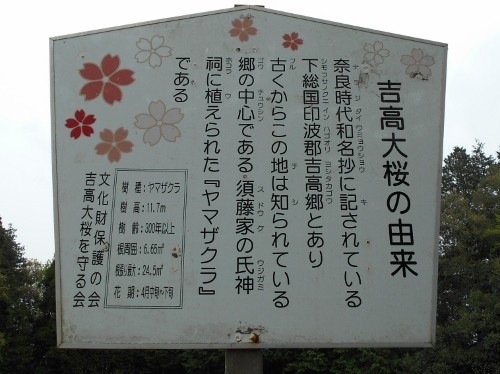 吉高大桜の由来
奈良時代和名抄に記されている
下総国印波郡吉高郷とあり
古くからこの地は知られている
郷の中心である須藤家の氏神
祠に植えられた『ヤマザクラ』
である
樹種：ヤマザクラ
樹高：11.7m
樹齢：300年以上
根周囲：6.65㎡
枝張り最大：24.5㎡
花期：4月中旬～下旬
文化財保護の会
吉高大桜を守る会